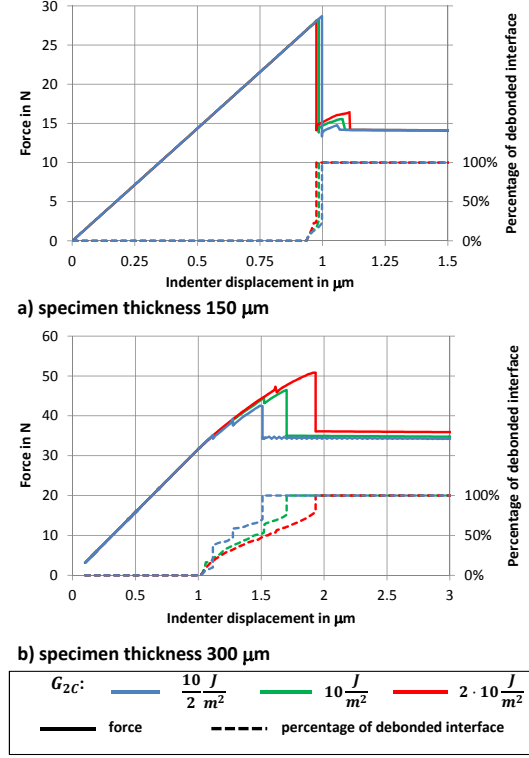 30
25
20
15
10
5
0
Force in N
100%
50%
0%
Percentage of debonded interface
0 0.25 0.5 0.75 1 1.25 1.5
Indenter displacement in µm
a) specimen thickness 150 µm
60
50
40
30
20
10
0
Force in N
100%
50%
0%
Percentage of debonded interface
0 0.5 1 1.5 2 2.5 3
Indenter displacement in µm
b) specimen thickness 300 µm
G2C: 10/2 J/m² 10 J/m² 2 · 10 J/m²
force percentage of debonded interface